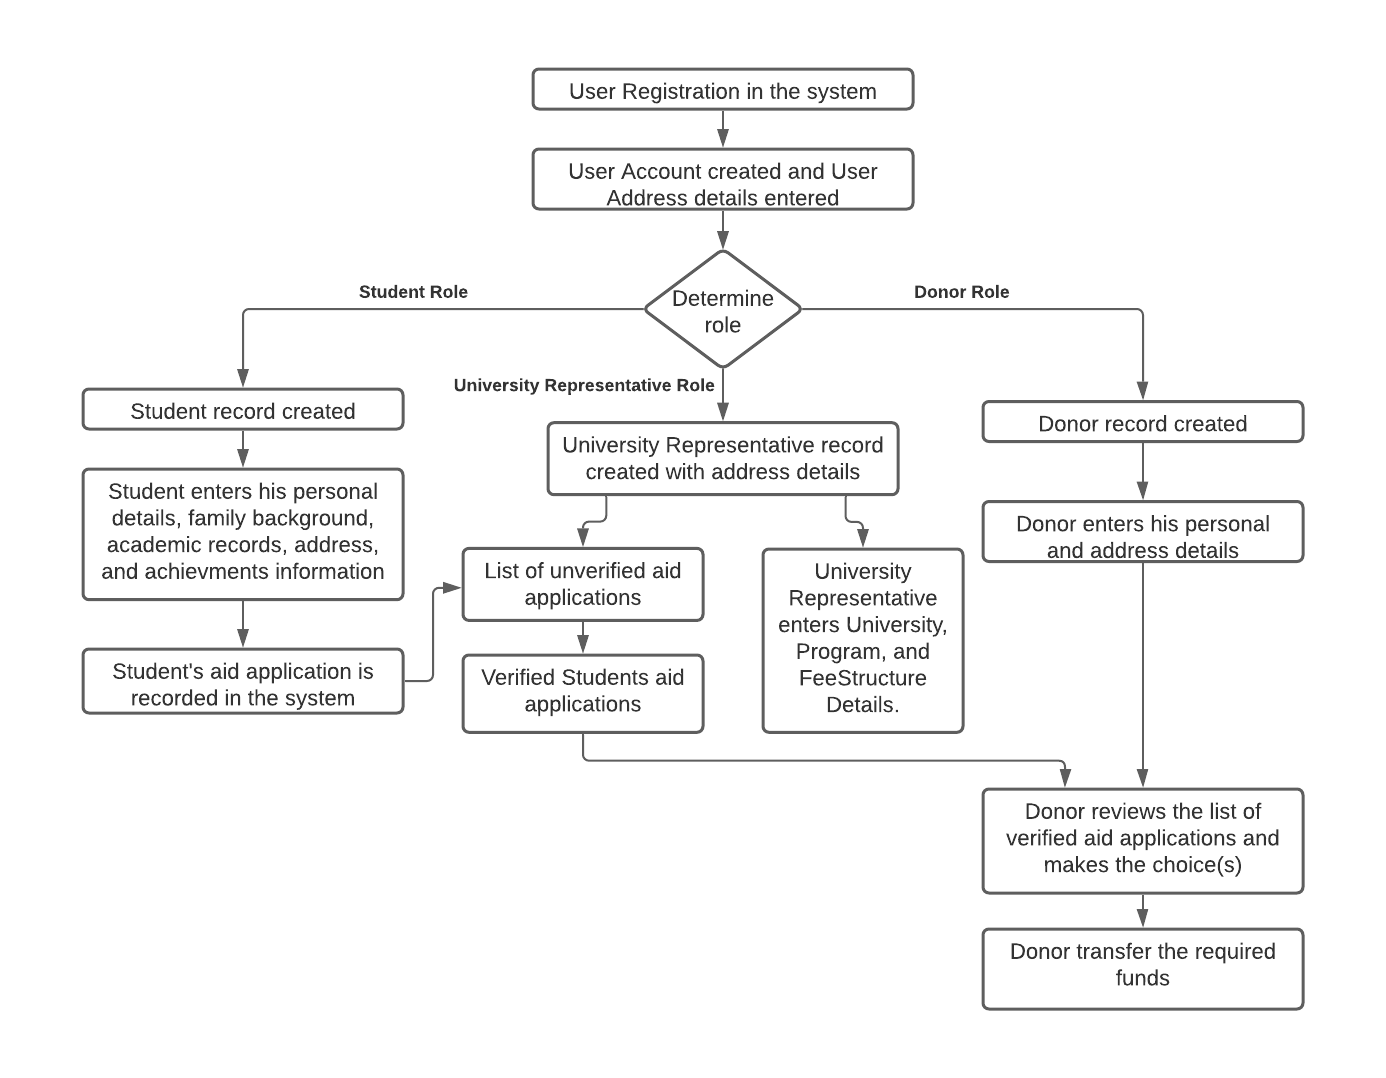 User Registration in the system
User Account created and User
Address details entered
Determine
role
Student Role
Donor Role
University Representative Role
Student record created
Student enters his personal
details, family background,
academic records, address,
and achievments information
Student's aid application is
recorded in the system
University Representative record
created with address details
List of unverified aid
applications
Verified Students aid
applications
University
Representative
enters University,
Program, and
FeeStructure
Details.
Donor record created
Donor enters his personal
and address details
Donor reviews the list of
verified aid applications and
makes the choice(s)
Donor transfer the required
funds